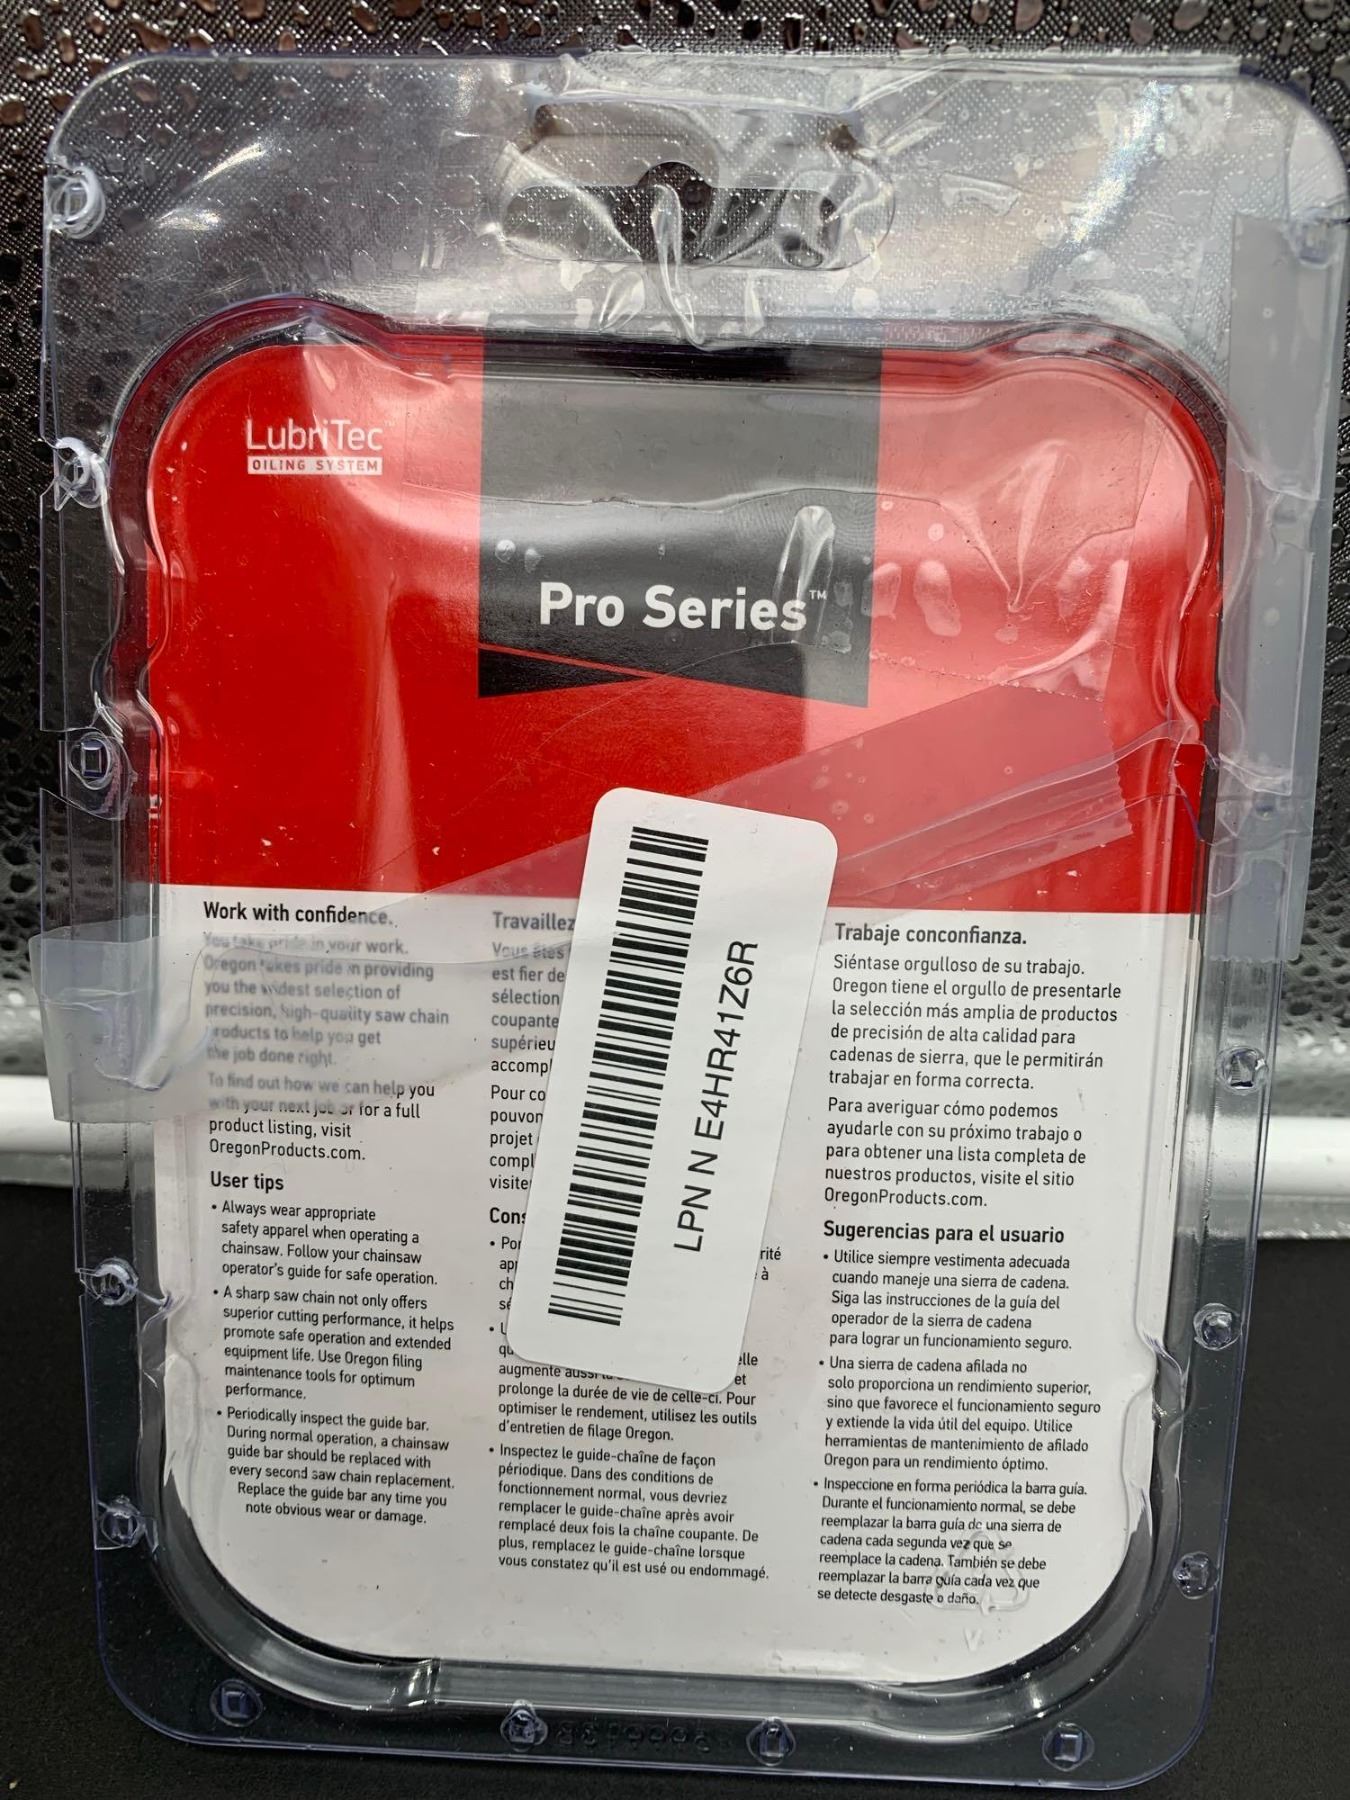 LubriTec™
OILING SYSTEM
Pro Series™
Work with confidence.
You take pride in your work.
Oregon takes pride in providing
you the widest selection of
precision, high-quality saw chain
products to help you get
the job done right.
To find out how we can help you
with your next job or for a full
product listing, visit
OregonProducts.com.
User tips
• Always wear appropriate
safety apparel when operating a
chainsaw. Follow your chainsaw
operator's guide for safe operation.
• A sharp saw chain not only offers
superior cutting performance, it helps
promote safe operation and extended
equipment life. Use Oregon filing
maintenance tools for optimum
performance.
• Periodically inspect the guide bar.
During normal operation, a chainsaw
guide bar should be replaced with
every second saw chain replacement.
Replace the guide bar any time you
note obvious wear or damage.
Travaillez
Vous êtes
est fier de
sélection
coupante
supérieu
accomp
Pour co
pouvon
projet
compl
visite
Cons
• Por
app
ch
sé
rité
à
• U
qu
elle
augmente aussi
et
prolonge la durée de vie de celle-ci. Pour
optimiser le rendement, utilisez les outils
d'entretien de filage Oregon.
• Inspectez le guide-chaîne de façon
périodique. Dans des conditions de
fonctionnement normal, vous devriez
remplacer le guide-chaîne après avoir
remplacé deux fois la chaîne coupante. De
plus, remplacez le guide-chaîne lorsque
vous constatez qu'il est usé ou endommagé.
LPN N E4HR41Z6R
Trabaje conconfianza.
Siéntase orgulloso de su trabajo.
Oregon tiene el orgullo de presentarle
la selección más amplia de productos
de precisión de alta calidad para
cadenas de sierra, que le permitirán
trabajar en forma correcta.
Para averiguar cómo podemos
ayudarle con su próximo trabajo o
para obtener una lista completa de
nuestros productos, visite el sitio
OregonProducts.com.
Sugerencias para el usuario
• Utilice siempre vestimenta adecuada
cuando maneje una sierra de cadena.
Siga las instrucciones de la guía del
operador de la sierra de cadena
para lograr un funcionamiento seguro.
• Una sierra de cadena afilada no
solo proporciona un rendimiento superior,
sino que favorece el funcionamiento seguro
y extiende la vida útil del equipo. Utilice
herramientas de mantenimiento de afilado
Oregon para un rendimiento óptimo.
• Inspeccione en forma periódica la barra guía.
Durante el funcionamiento normal, se debe
reemplazar la barra guía de una sierra de
cadena cada segunda vez que se
reemplace la cadena. También se debe
reemplazar la barra guía cada vez que
se detecte desgaste o daño.